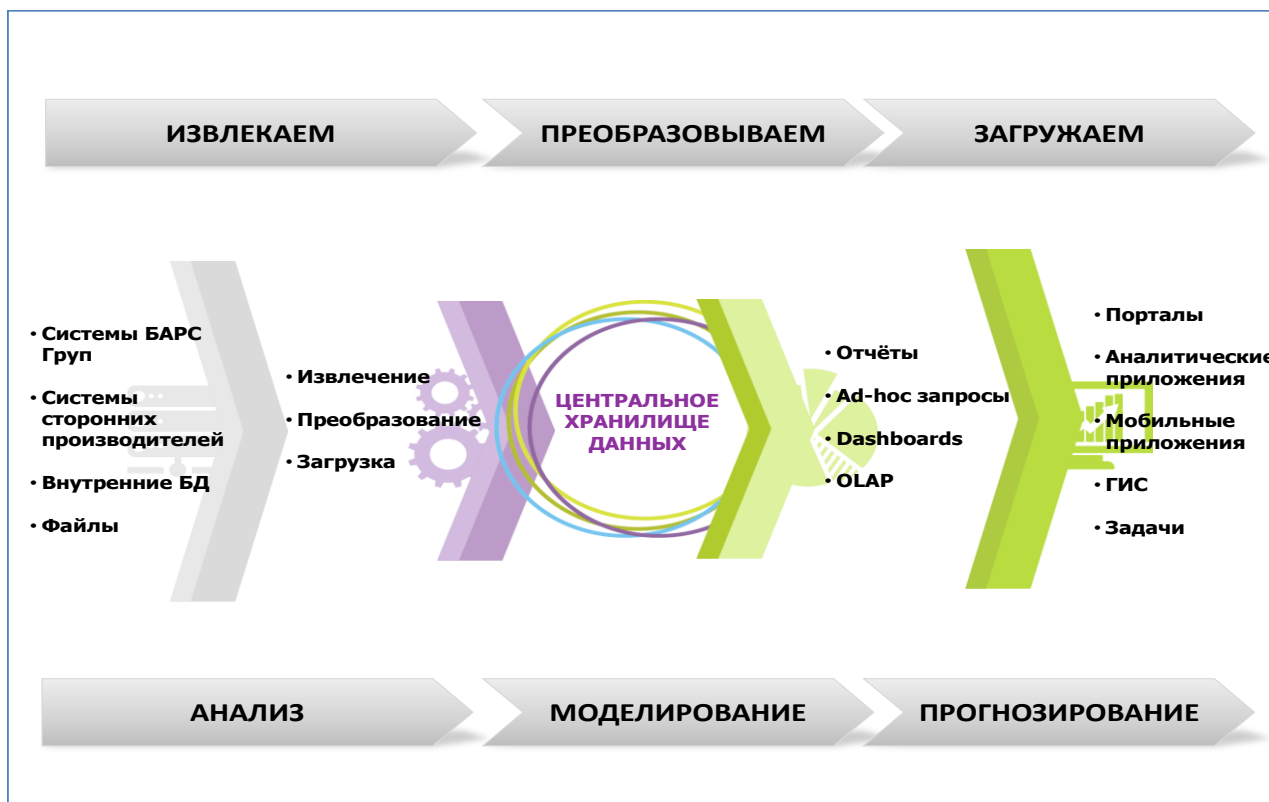 ИЗВЛЕКАЕМ
ПРЕОБРАЗОВЫВАЕМ
ЗАГРУЖАЕМ
• Системы БАРС
Груп
• Системы
сторонних
производителей
• Внутренние БД
• Файлы
• Извлечение
• Преобразование
• Загрузка
ЦЕНТРАЛЬНОЕ
ХРАНИЛИЩЕ
ДАННЫХ
• Отчёты
• Ad-hoc запросы
• Dashboards
• OLAP
• Порталы
• Аналитические
приложения
• Мобильные
приложения
• ГИС
• Задачи
АНАЛИЗ
МОДЕЛИРОВАНИЕ
ПРОГНОЗИРОВАНИЕ